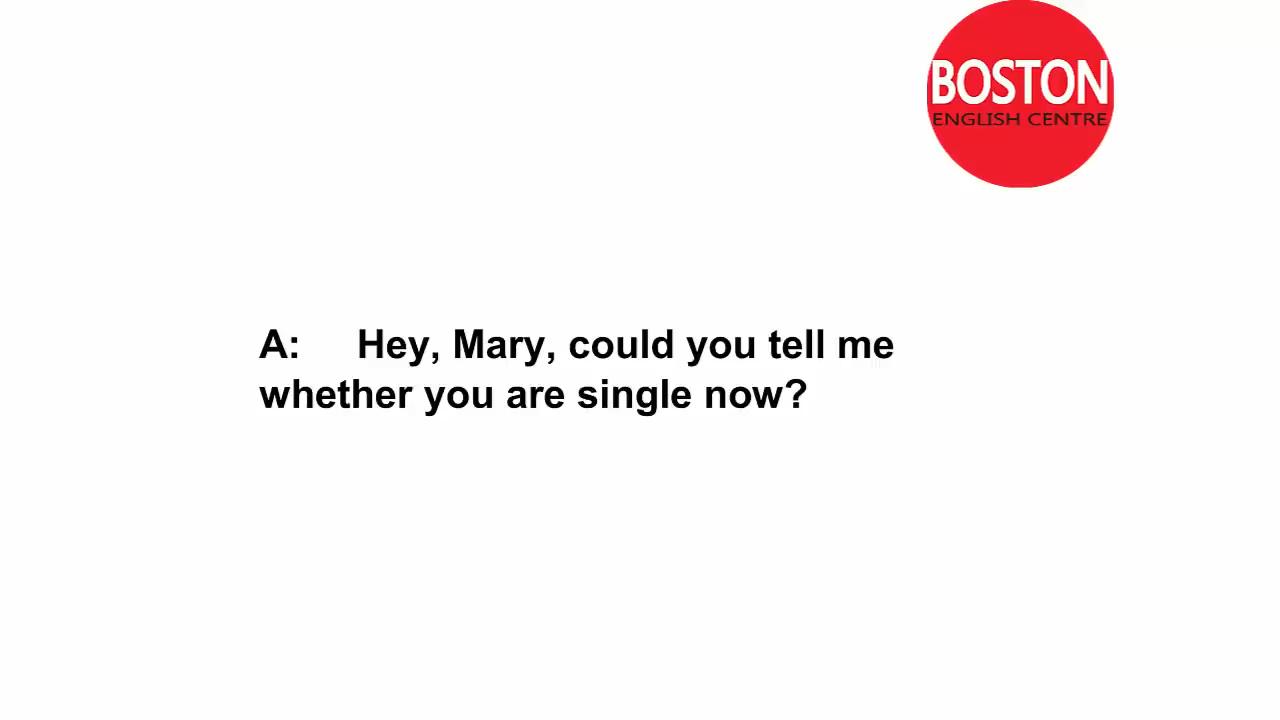 BOSTON
ENGLISH CENTRE
A: Hey, Mary, could you tell me
whether you are single now?